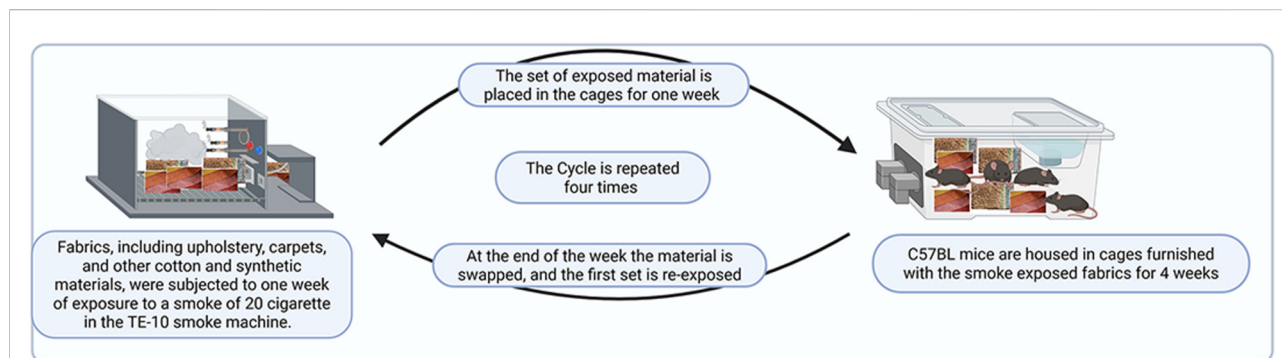 The set of exposed material is
placed in the cages for one week
The Cycle is repeated
four times
At the end of the week the material is
swapped, and the first set is re-exposed
Fabrics, including upholstery, carpets,
and other cotton and synthetic
materials, were subjected to one week
of exposure to a smoke of 20 cigarette
in the TE-10 smoke machine.
C57BL mice are housed in cages furnished
with the smoke exposed fabrics for 4 weeks